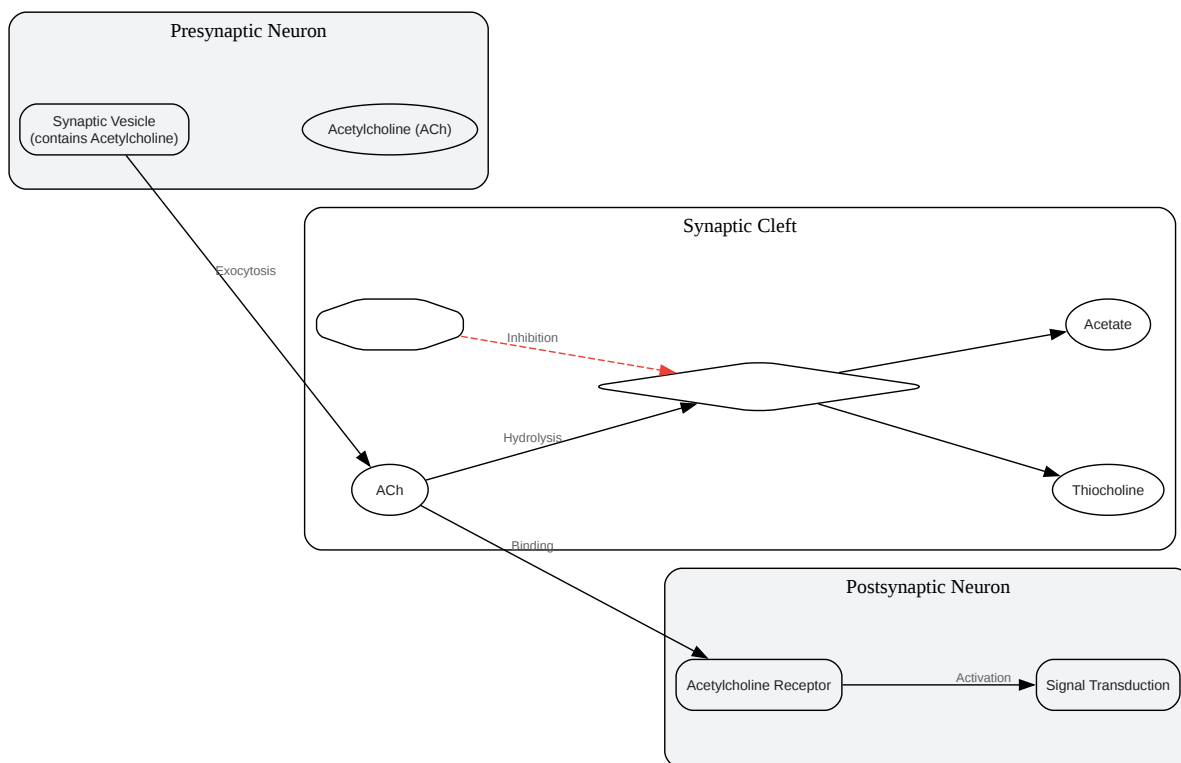 Presynaptic Neuron
Synaptic Vesicle
(contains Acetylcholine)
Acetylcholine (ACh)
Synaptic Cleft
Exocytosis
Inhibition
Acetate
Hydrolysis
ACh
Thiocholine
Binding
Postsynaptic Neuron
Acetylcholine Receptor
Activation
Signal Transduction